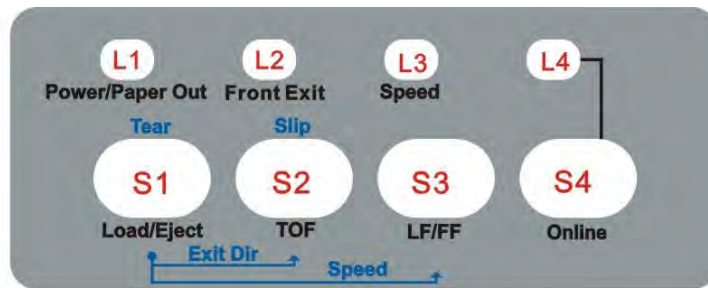 L1 L2 L3 L4
Power/Paper Out Front Exit Speed
Tear Slip
S1 S2 S3 S4
Load/Eject TOF LF/FF Online
Exit Dir
Speed